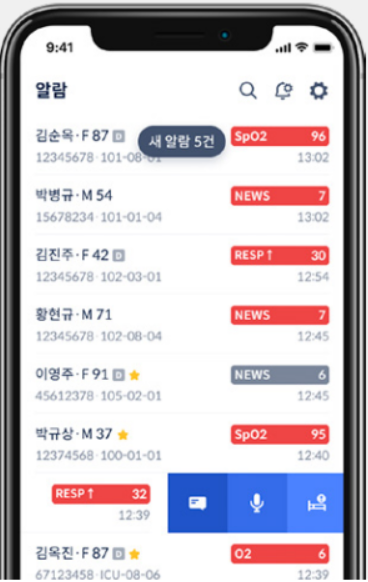 9:41
알람
김순옥·F 87 D
새 알람 5건
SpO2 96
12345678·101-08-01
13:02
박병규·M 54
NEWS 7
15678234·101-01-04
13:02
김진주·F 42 D
RESP↑ 30
12345678·102-03-01
12:54
황현규·M 71
NEWS 7
12345678·102-08-04
12:45
이영주·F 91 D
NEWS 6
45612378·105-02-01
12:45
박규상·M 37
SpO2 95
12374568·100-01-01
12:40
RESP↑ 32
12:39
김옥진·F 87 D
O2 6
67123458·ICU-08-06
12:39